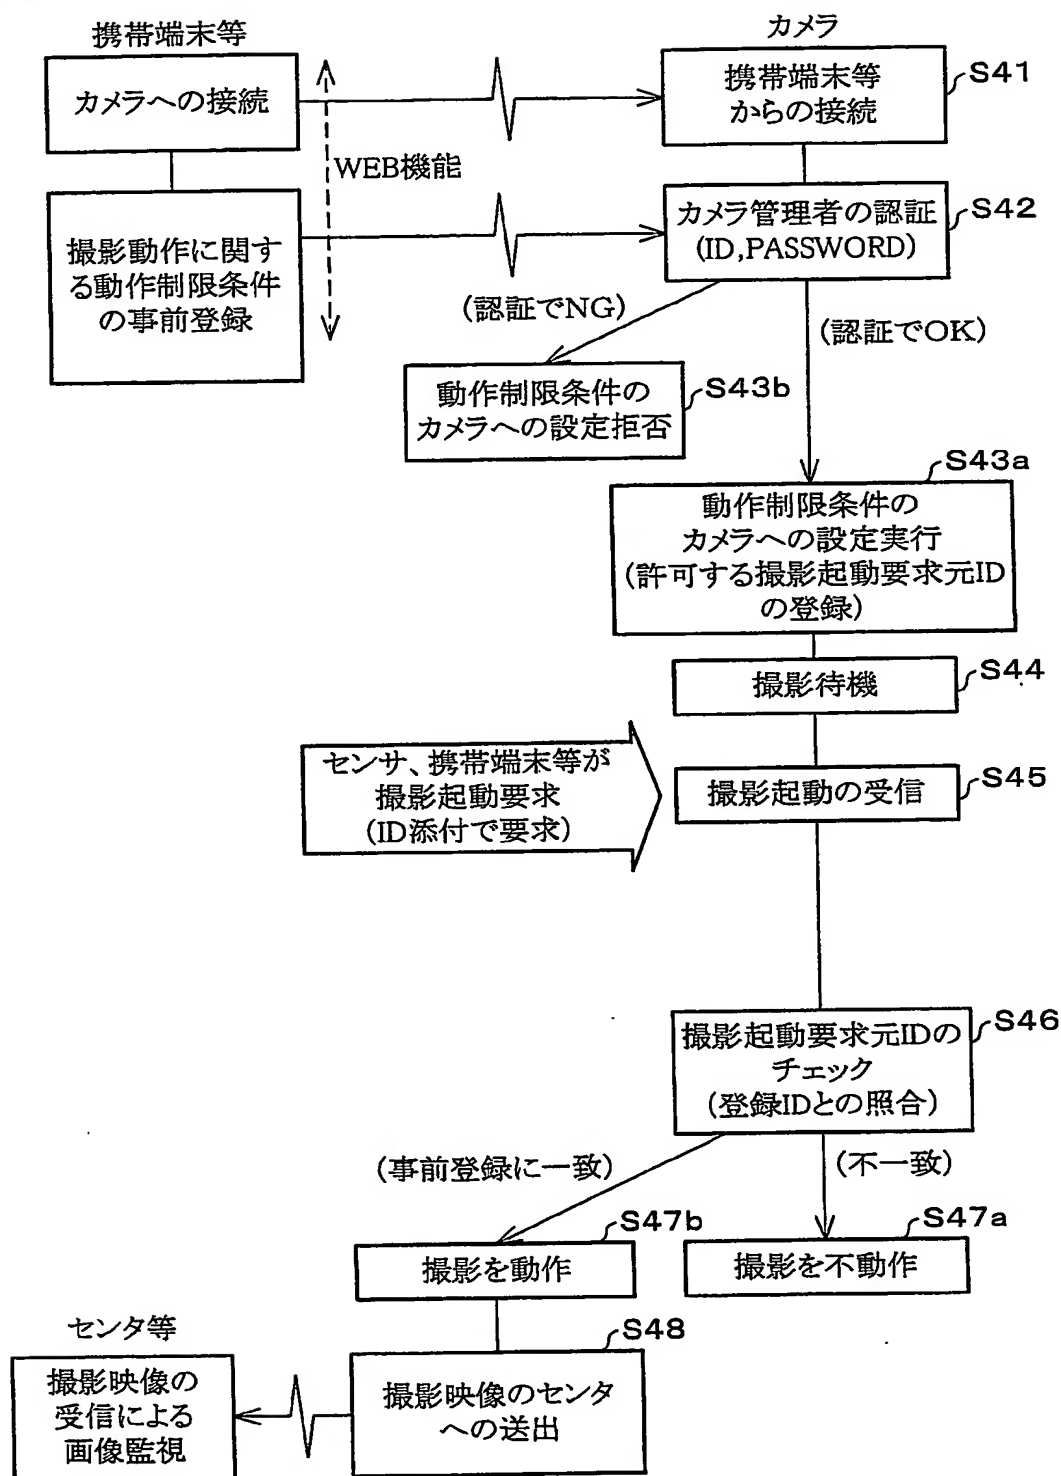 携帯端末等
カメラ
カメラへの接続
携帯端末等
からの接続
S41
WEB機能
撮影動作に関す
る動作制限条件
の事前登録
カメラ管理者の認証
(ID,PASSWORD)
S42
(認証でNG)
(認証でOK)
動作制限条件の
カメラへの設定拒否
S43b
S43a
動作制限条件の
カメラへの設定実行
(許可する撮影起動要求元ID
の登録)
撮影待機
S44
センサ、携帯端末等が
撮影起動要求
(ID添付で要求)
撮影起動の受信
S45
撮影起動要求元IDの
チェック
(登録IDとの照合)
S46
(事前登録に一致)
(不一致)
S47b
撮影を動作
S47a
撮影を不動作
センタ等
撮影映像の
受信による
画像監視
S48
撮影映像のセンタ
への送出